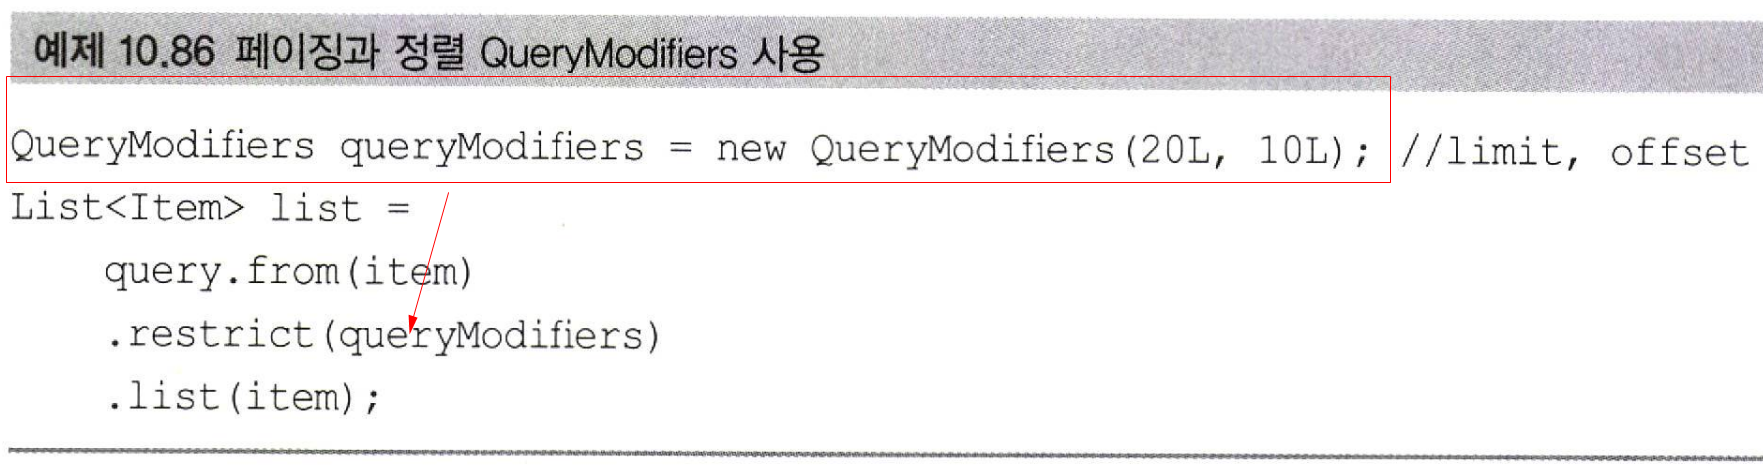 예제 10.86 페이징과 정렬 QueryModifiers 사용
QueryModifiers queryModifiers = new QueryModifiers(20L, 10L); //limit, offset
List<Item> list =
    query.from(item)
    .restrict(queryModifiers)
    .list(item);